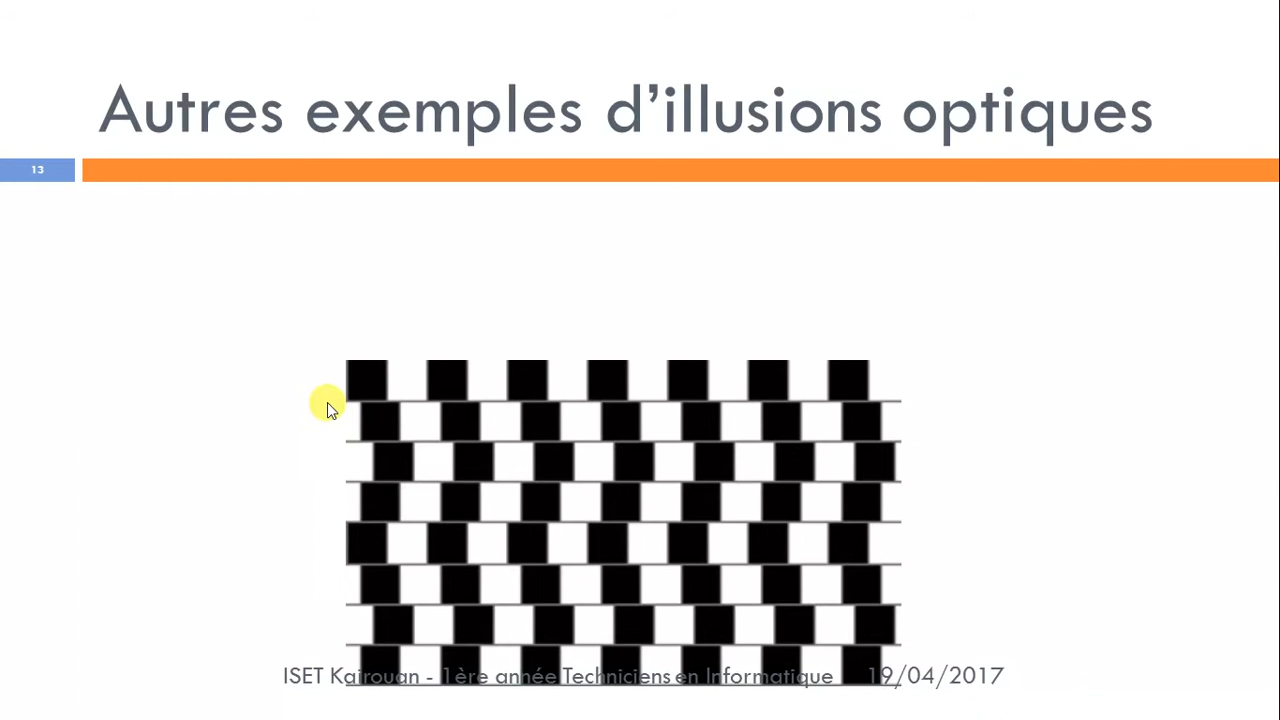 Autres exemples d’illusions optiques
13
ISET Kairouan - 1ère année Techniciens en Informatique 19/04/2017